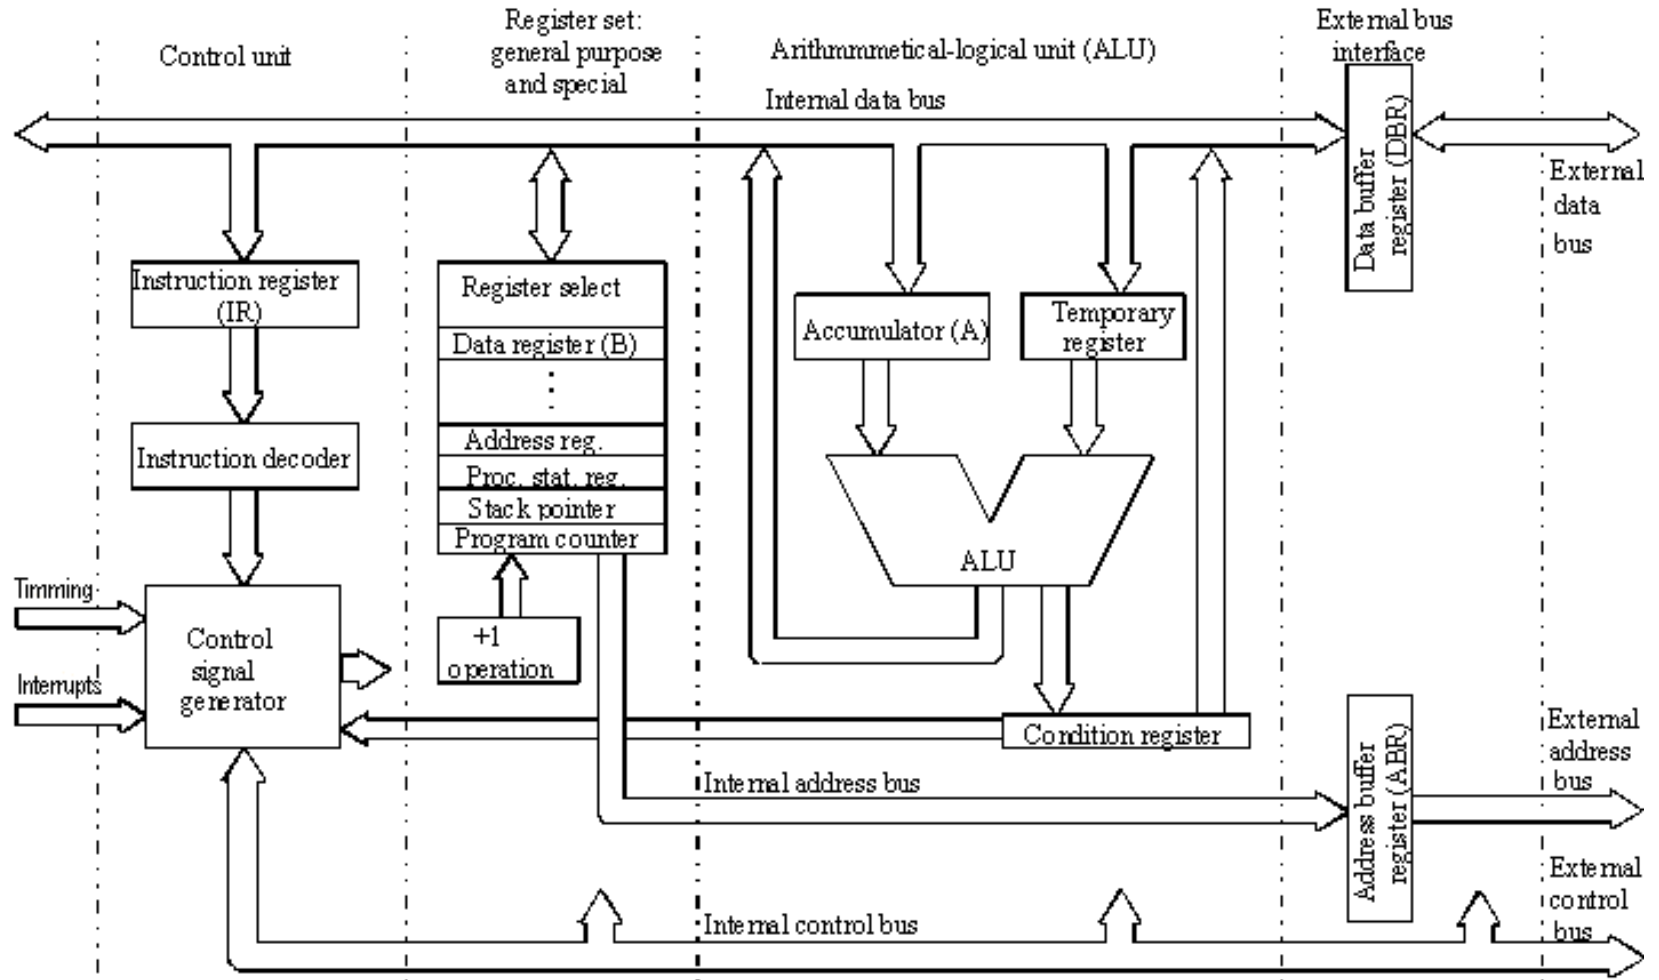 Control unit
Register set:
general purpose
and special
Arithmmmetical-logical unit (ALU)
External bus
interface
Internal data bus
Data buffer
register (DBR)
External
data
bus
Instruction register
(IR)
Register select
Data register (B)
Accumulator (A)
Temporary
register
Instruction decoder
Address reg.
Proc. stat. reg.
Stack pointer
Program counter
ALU
Timming
Control
signal
generator
+1
operation
Interrupts
Condition register
Internal address bus
Address buffer
register (ABR)
External
address
bus
Internal control bus
External
control
bus